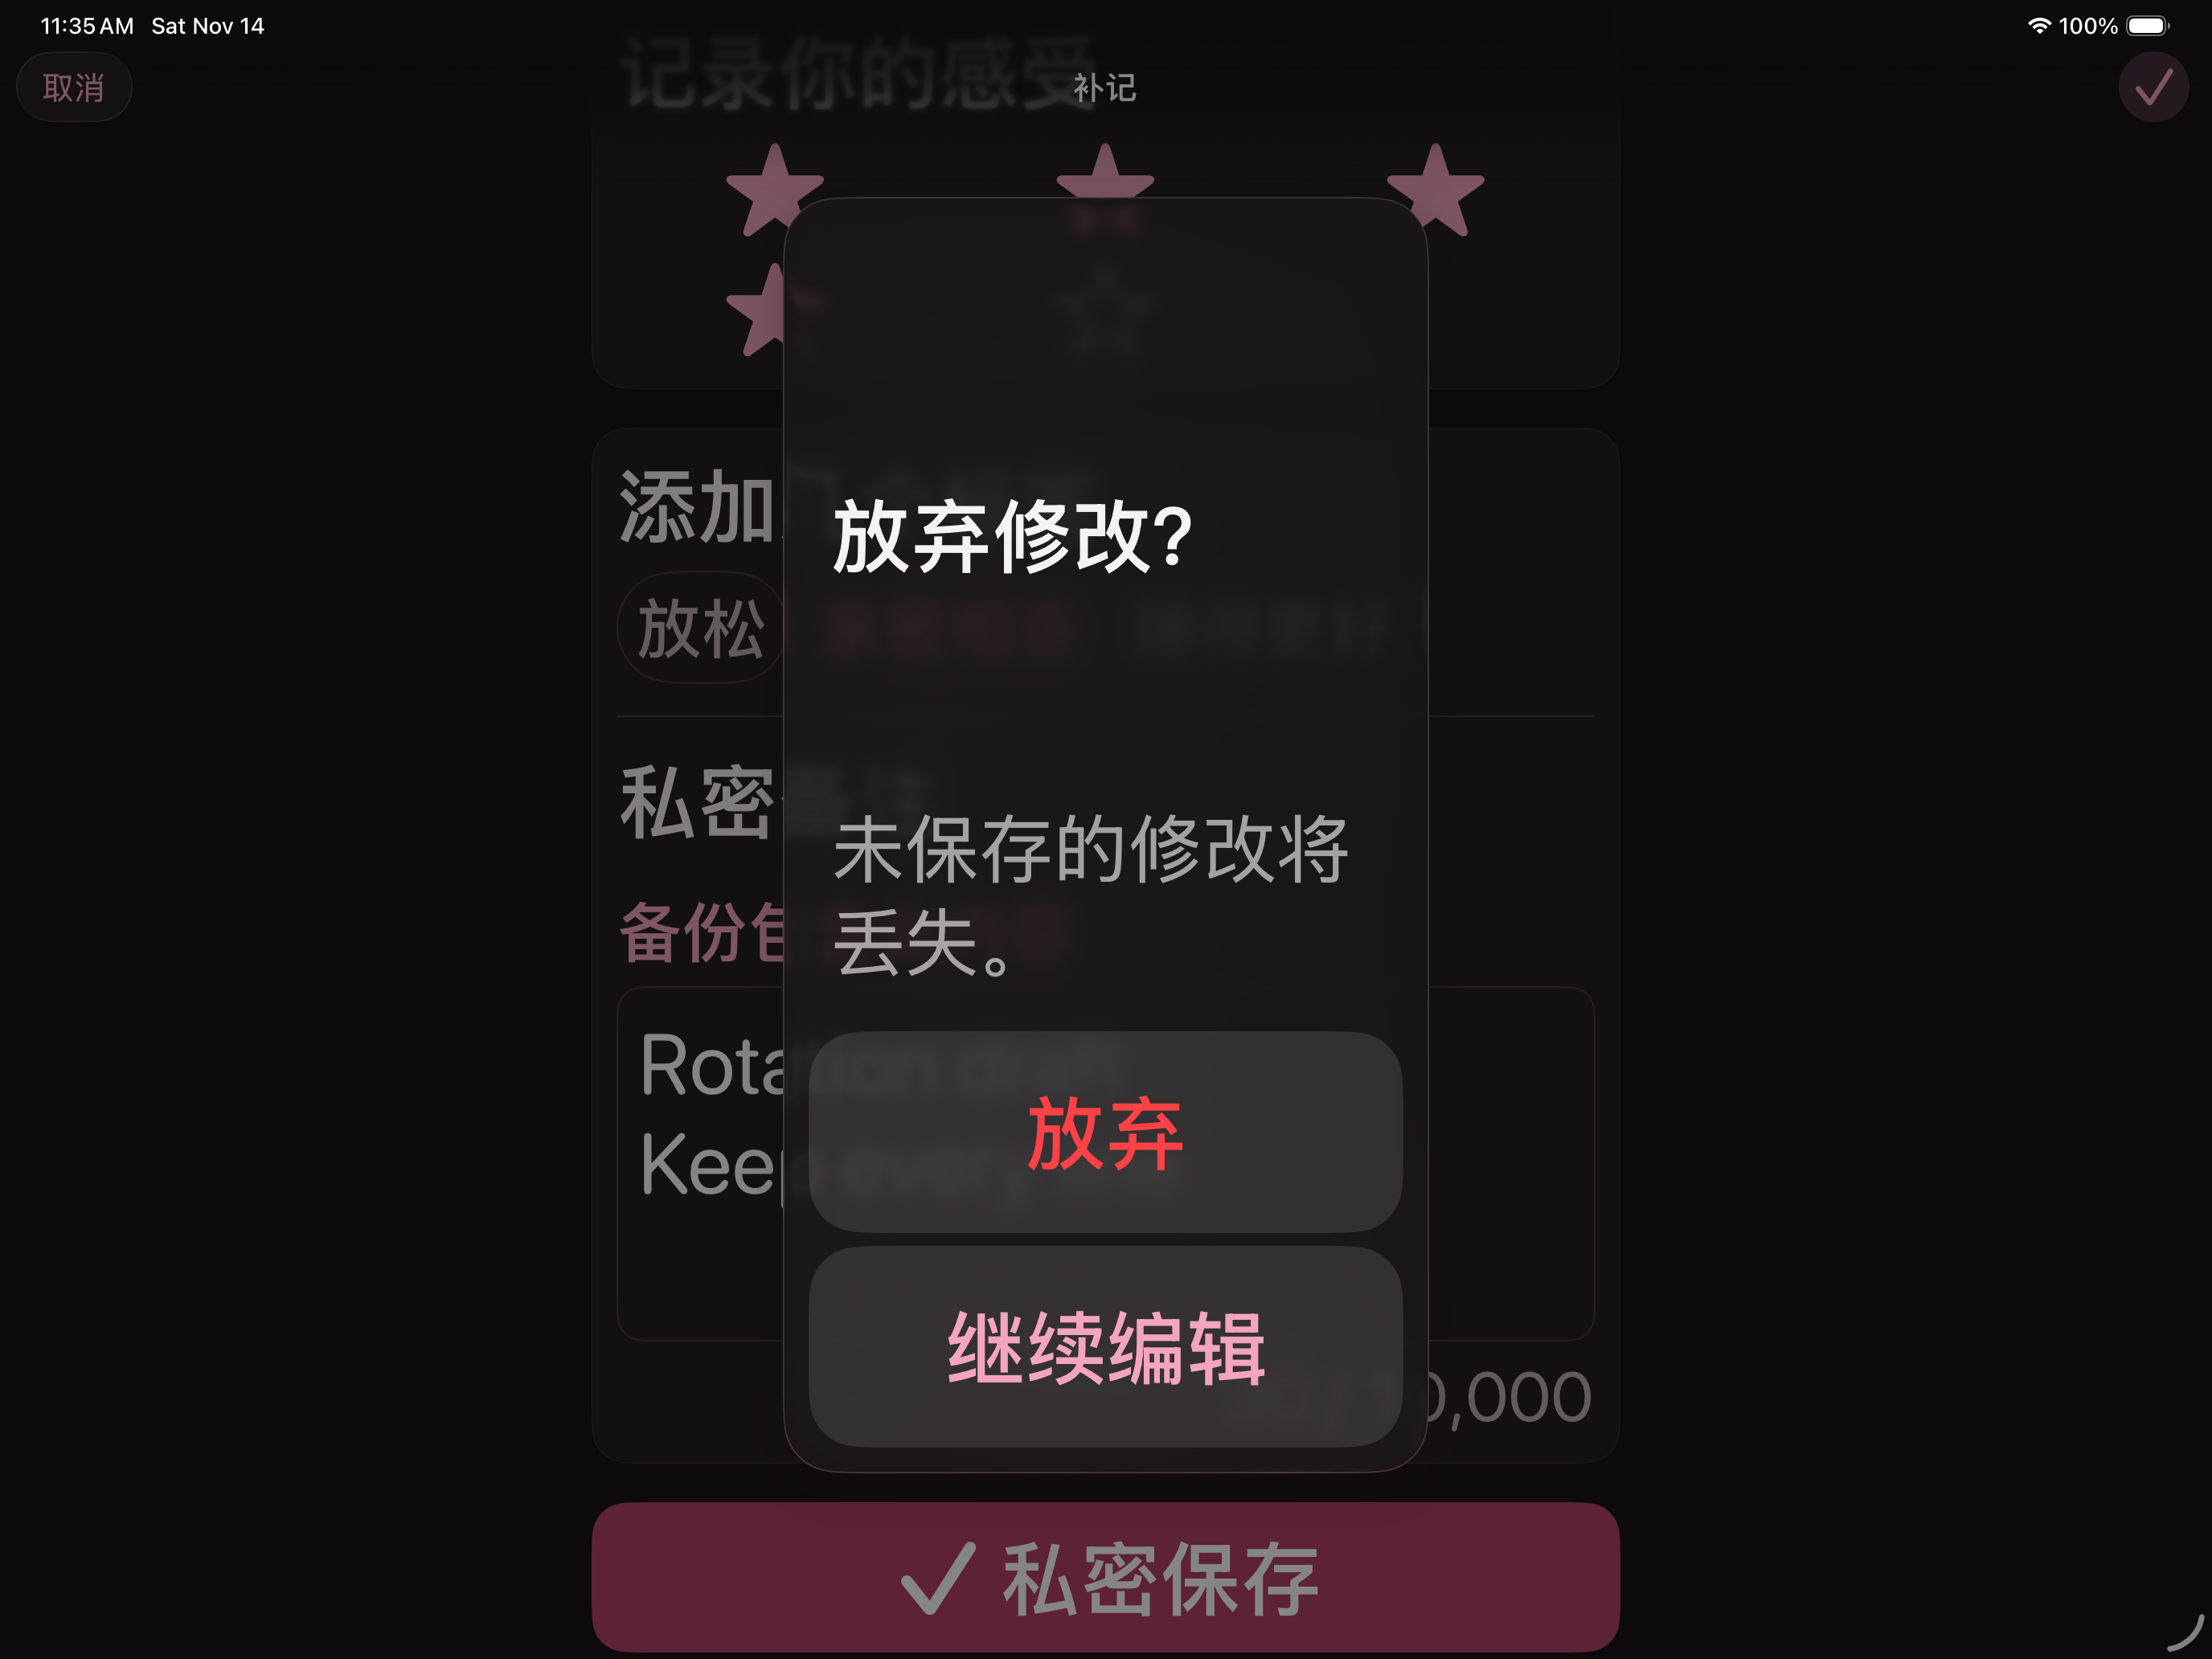 11:35 AM Sat Nov 14
100%
取消
补记
记录你的感受
添加
放弃修改?
放松
私密
未保存的修改将
丢失。
备份包
Rota
Keep
放弃
继续编辑
0,000
私密保存